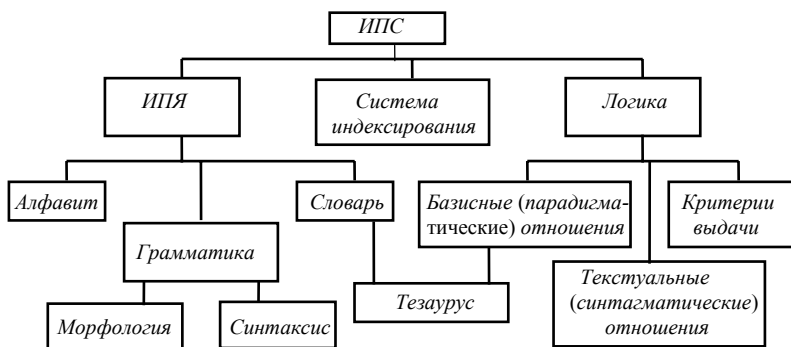 ИПС
ИПЯ
Система
индексирования
Логика
Алфавит
Словарь
Базисные (парадигма-
тические) отношения
Критерии
выдачи
Грамматика
Тезаурус
Текстуальные
(синтагматические)
отношения
Морфология
Синтаксис